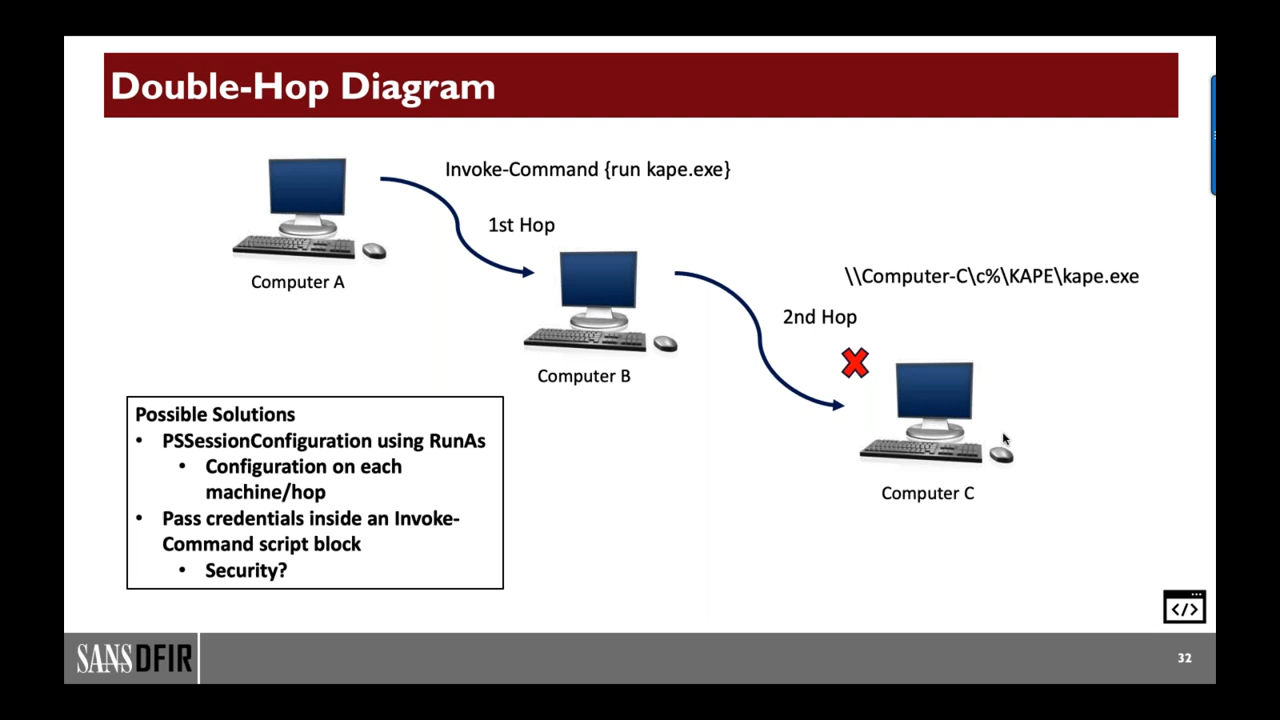 Double-Hop Diagram
Invoke-Command {run kape.exe}
1st Hop
Computer A
\\Computer-C\c%\KAPE\kape.exe
2nd Hop
Computer B
Computer C
Possible Solutions
• PSSessionConfiguration using RunAs
• Configuration on each
machine/hop
• Pass credentials inside an Invoke-
Command script block
• Security?
</>
SANS DFIR
32